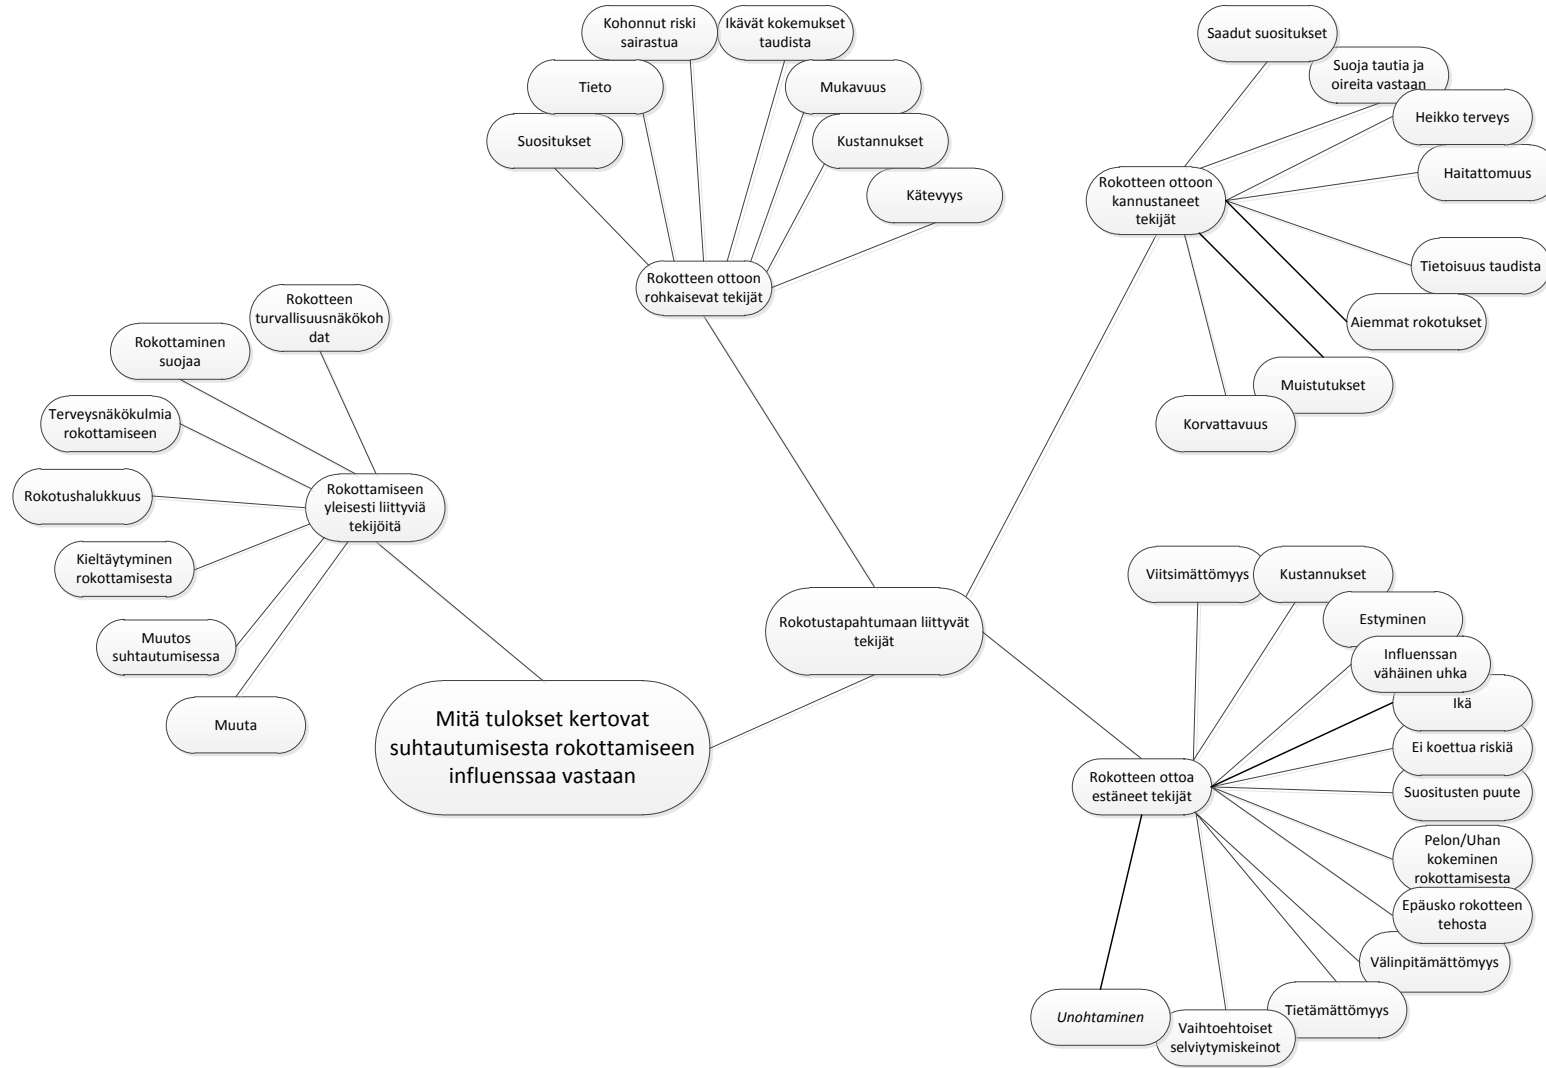 Kohonnut riski
sairastua
Ikävät kokemukset
taudista
Tieto
Mukavuus
Suositukset
Kustannukset
Kätevyys
Rokotteen ottoon
rohkaisevat tekijät
Saadut suositukset
Suoja tautia ja
oireita vastaan
Heikko terveys
Haitattomuus
Rokotteen ottoon
kannustaneet
tekijät
Tietoisuus taudista
Aiemmat rokotukset
Muistutukset
Korvattavuus
Rokotteen
turvallisuusnäkökoh
dat
Rokottaminen
suojaa
Terveysnäkökulmia
rokottamiseen
Rokotushalukkuus
Rokottamiseen
yleisesti liittyviä
tekijöitä
Kieltäytyminen
rokottamisesta
Muutos
suhtautumisessa
Muuta
Mitä tulokset kertovat
suhtautumisesta rokottamiseen
influenssaa vastaan
Rokotustapahtumaan liittyvät
tekijät
Viitsimättömyys
Kustannukset
Estyminen
Influenssan
vähäinen uhka
Ikä
Ei koettua riskiä
Suositusten puute
Rokotteen ottoa
estäneet tekijät
Pelon/Uhan
kokeminen
rokottamisesta
Epäusko rokotteen
tehosta
Välinpitämättömyys
Tietämättömyys
Vaihtoehtoiset
selviytymiskeinot
Unohtaminen